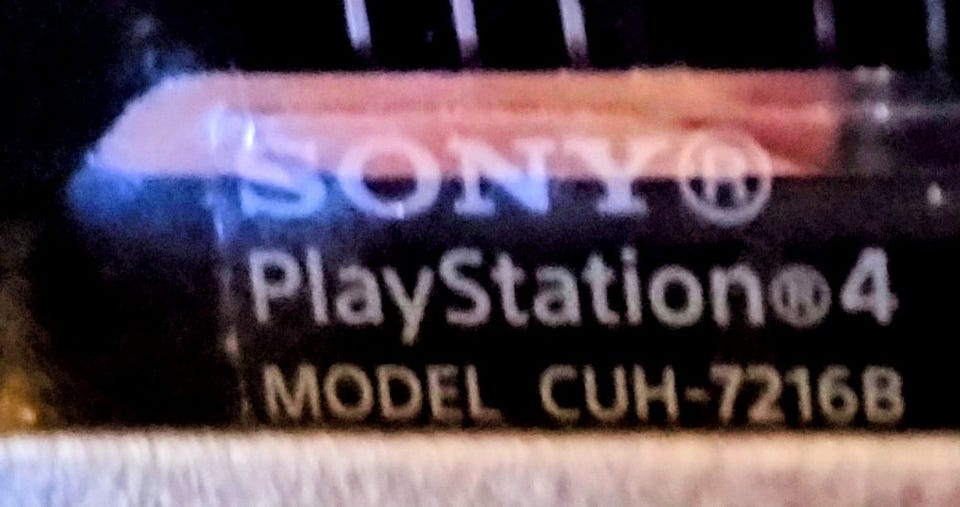 SONY®
PlayStation®4
MODEL CUH-7216B